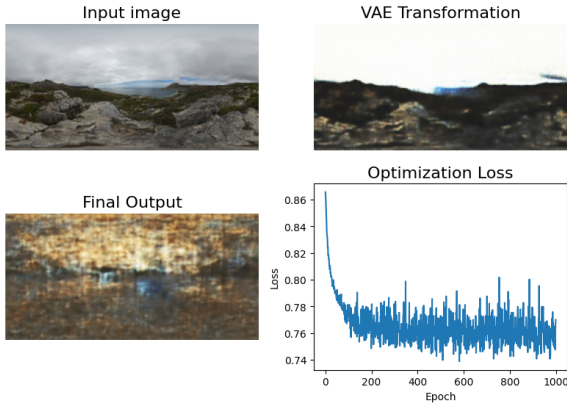 Input image
VAE Transformation
Final Output
Optimization Loss
0.86
0.84
0.82
0.80
0.78
0.76
0.74
Loss
0
200
400
600
800
1000
Epoch